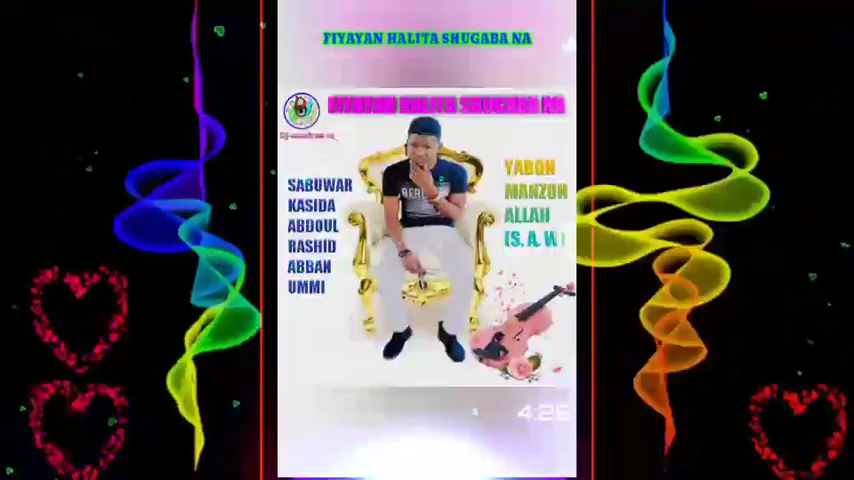 FIYAYAN HALITA SHUGABA NA
FIYAYAN HALITA SHUGABA NA
SABUWAR
KASIDA
ABDOUL
RASHID
ABBAN
UMMI
YABON
MANZON
ALLAH
(S. A. W)
4:26